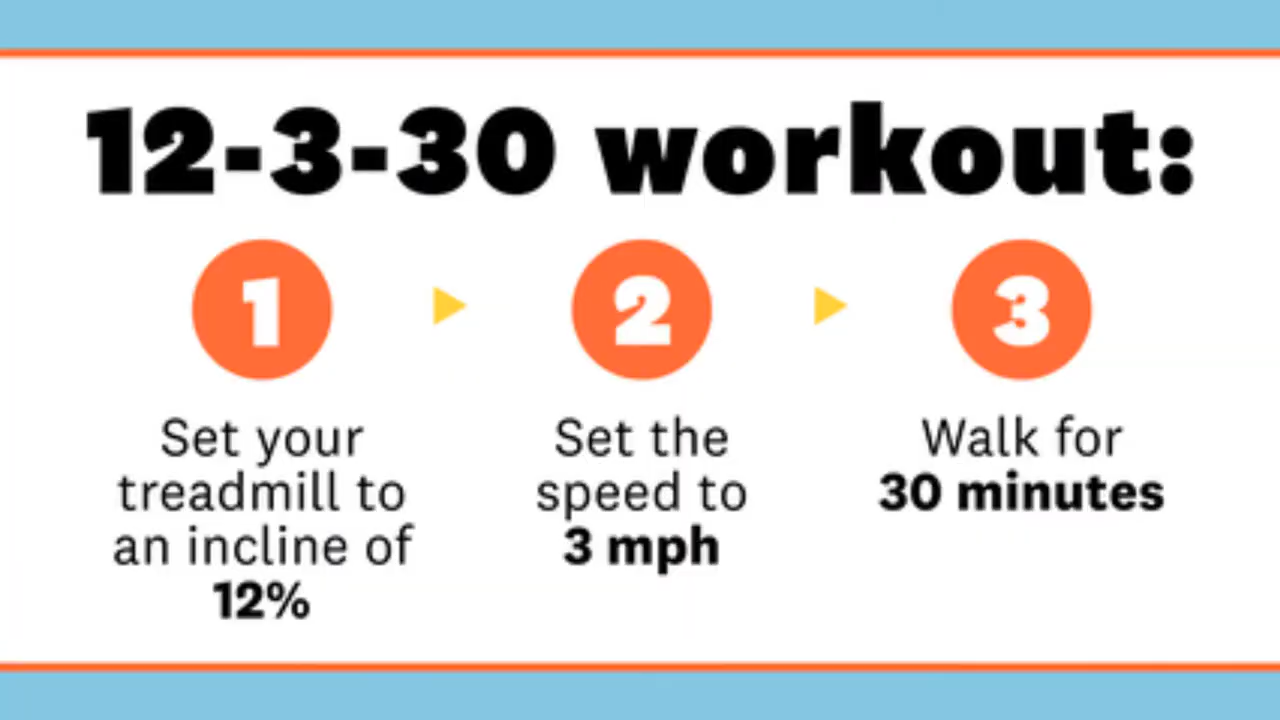 12-3-30 workout:
1
Set your
treadmill to
an incline of
12%
2
Set the
speed to
3 mph
3
Walk for
30 minutes